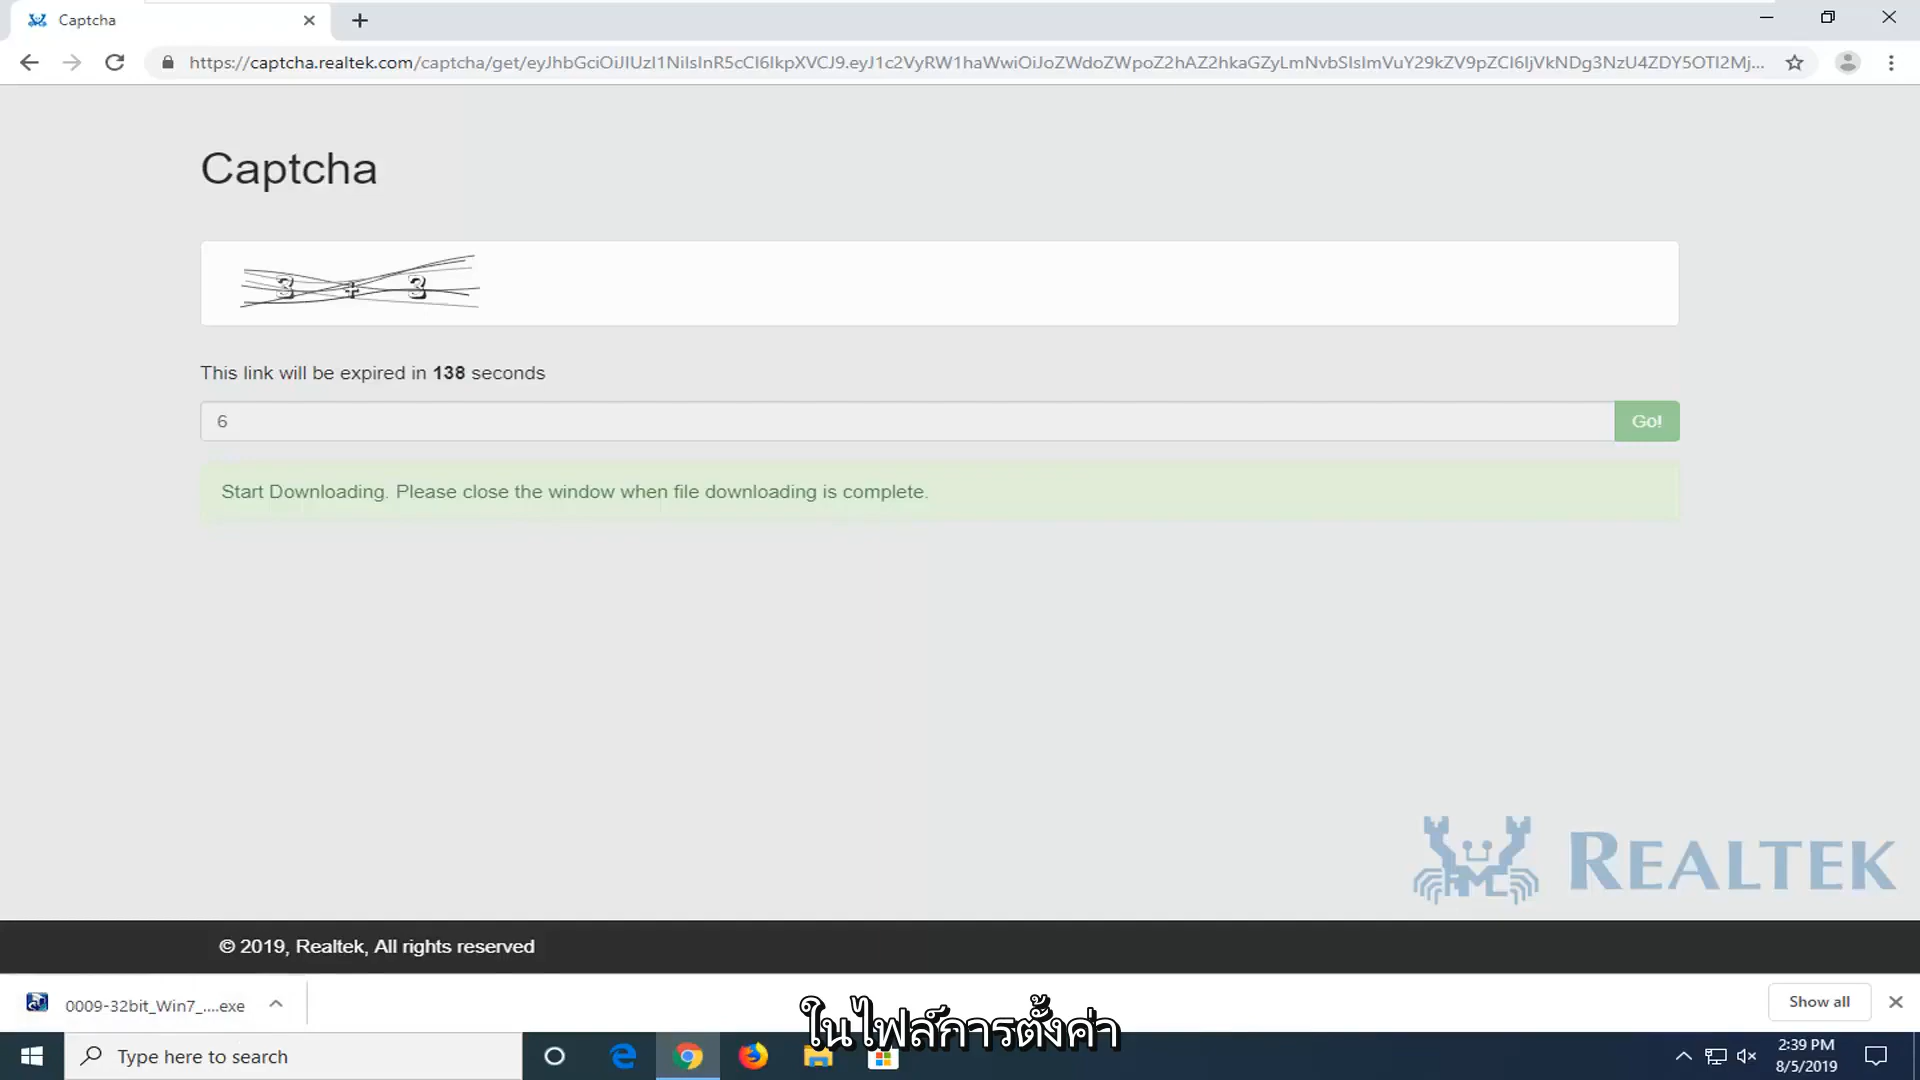 Captcha
https://captcha.realtek.com/captcha/get/eyJhbGciOiJIUzI1NiIsInR5cCI6IkpXVCJ9.eyJ1c2VyRW1haWwiOiJoZWdoZWpoZ2hAZ2hkaGZyLmNvbSIsImVuY29kZV9pZCI6IjVkNDg3NzU4ZDY5OTI2Mj...
Captcha
3 + 3
This link will be expired in 138 seconds
6
Go!
Start Downloading. Please close the window when file downloading is complete.
REALTEK
© 2019, Realtek, All rights reserved
0009-32bit_Win7_....exe
Show all
ในไฟล์การตั้งค่า
Type here to search
2:39 PM
8/5/2019